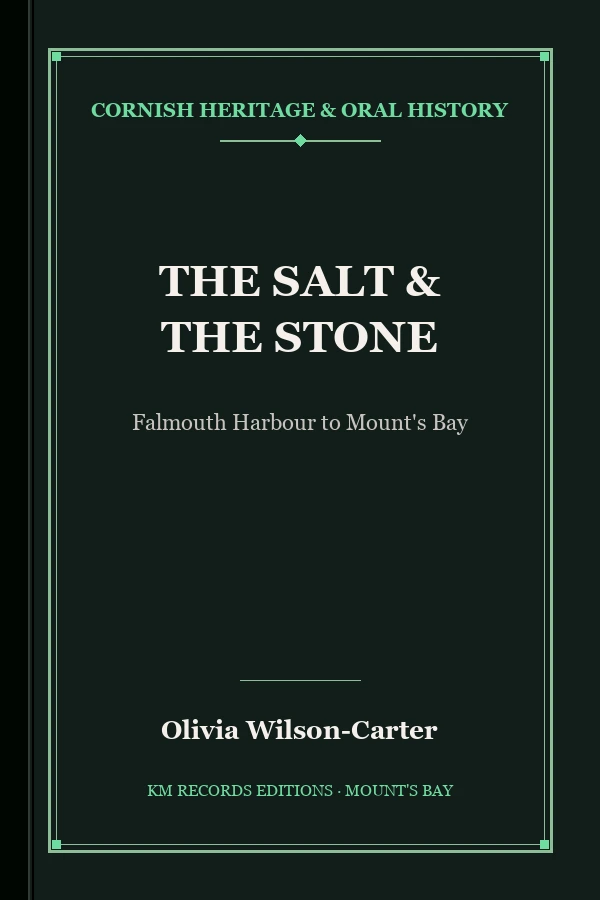 CORNISH HERITAGE & ORAL HISTORY
THE SALT &
THE STONE
Falmouth Harbour to Mount's Bay
Olivia Wilson-Carter
KM RECORDS EDITIONS · MOUNT'S BAY